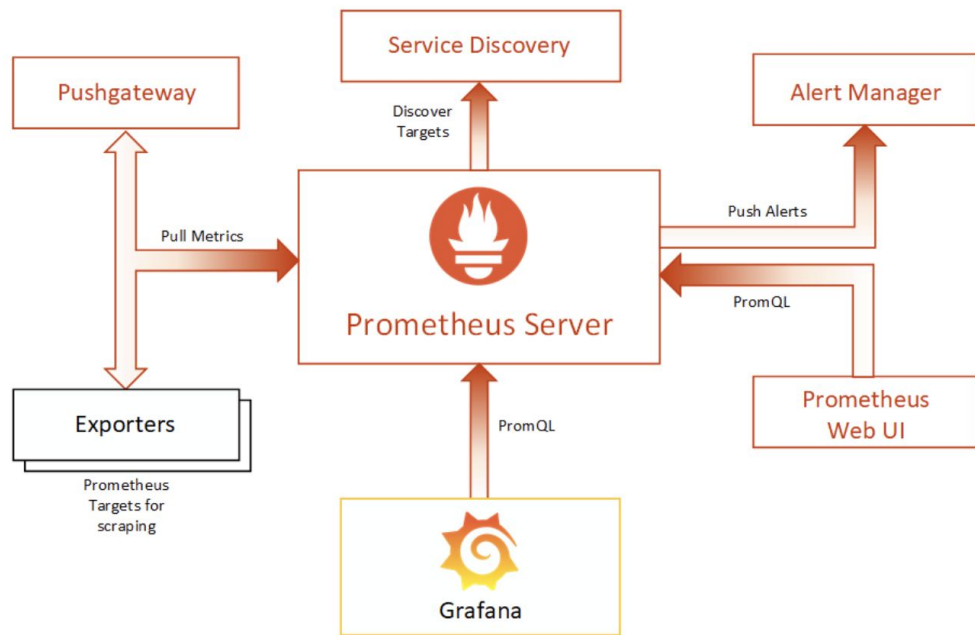 Service Discovery
Pushgateway
Alert Manager
Discover
Targets
Push Alerts
Pull Metrics
PromQL
Prometheus Server
Exporters
Prometheus
Web UI
PromQL
Prometheus
Targets for
scraping
Grafana